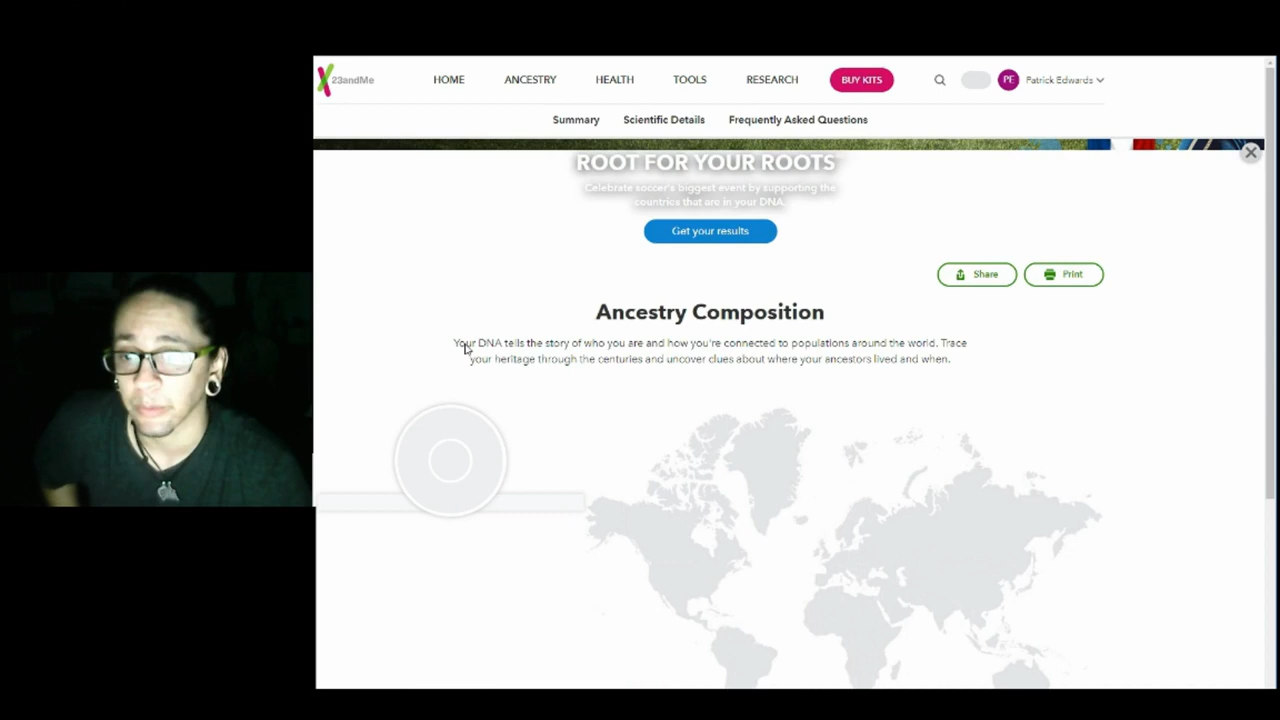 23andMe
HOME ANCESTRY HEALTH TOOLS RESEARCH BUY KITS PE Patrick Edwards
Summary Scientific Details Frequently Asked Questions
ROOT FOR YOUR ROOTS
Celebrate soccer's biggest event by supporting the
countries that are in your DNA.
Get your results
Share Print
Ancestry Composition
Your DNA tells the story of who you are and how you're connected to populations around the world. Trace
your heritage through the centuries and uncover clues about where your ancestors lived and when.